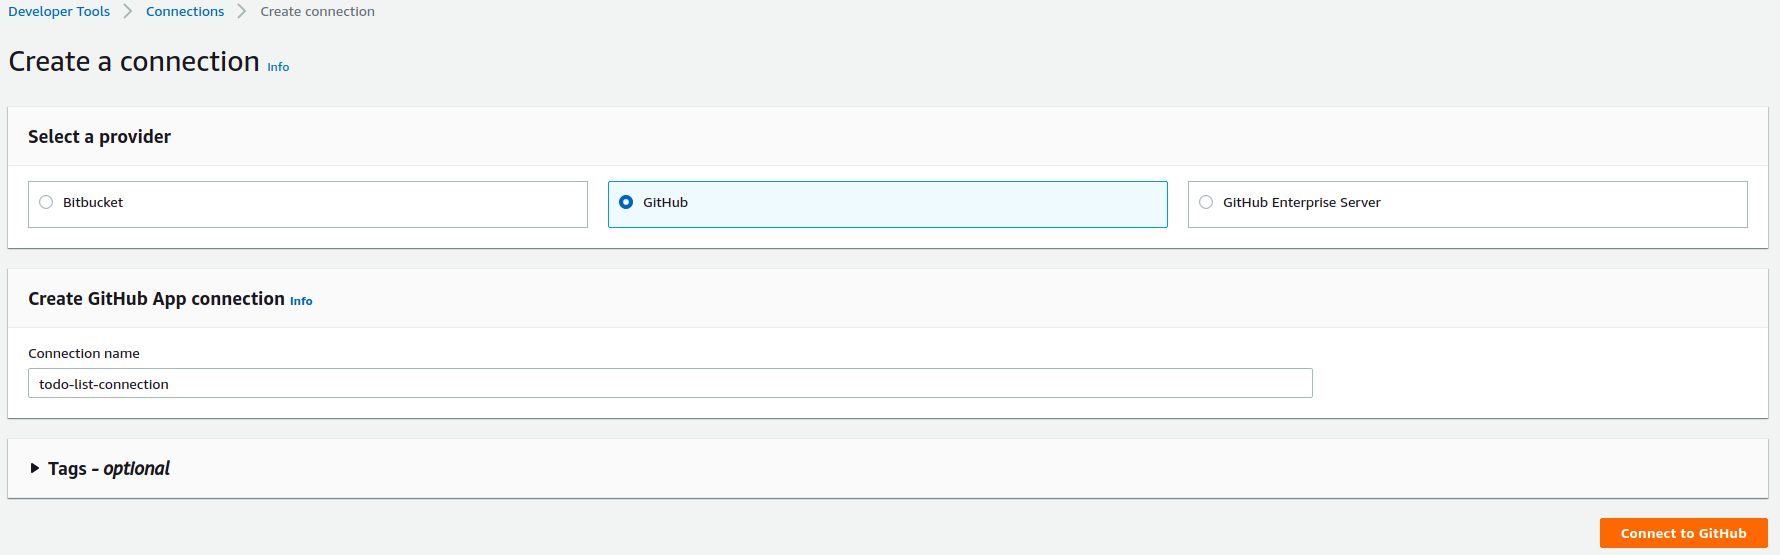 Developer Tools > Connections > Create connection
Create a connection Info
Select a provider
Bitbucket GitHub GitHub Enterprise Server
Create GitHub App connection Info
Connection name
todo-list-connection
Tags - optional
Connect to GitHub